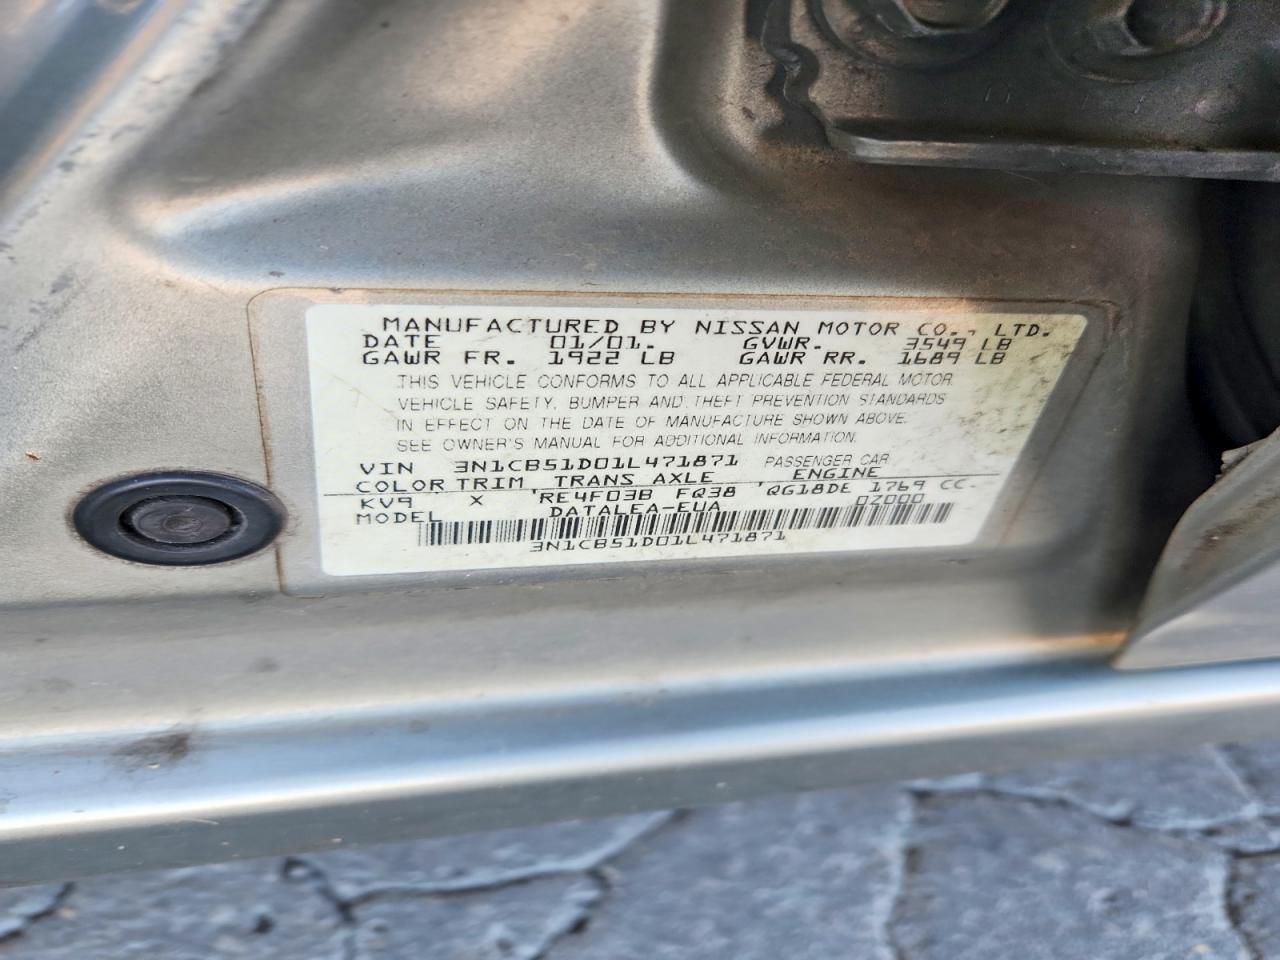 MANUFACTURED BY NISSAN MOTOR CO., LTD.
DATE 01/01. GVWR. 3549 LB
GAWR FR. 1922 LB GAWR RR. 1689 LB
THIS VEHICLE CONFORMS TO ALL APPLICABLE FEDERAL MOTOR
VEHICLE SAFETY, BUMPER AND THEFT PREVENTION STANDARDS
IN EFFECT ON THE DATE OF MANUFACTURE SHOWN ABOVE.
SEE OWNER'S MANUAL FOR ADDITIONAL INFORMATION.
VIN 3N1CB51D01L471871 PASSENGER CAR
COLOR TRIM TRANS AXLE ENGINE
KV9 X RE4F03B FQ38 QG18DE 1769 CC.
MODEL DATALEA-EUA 0Z000
3N1CB51D01L471871